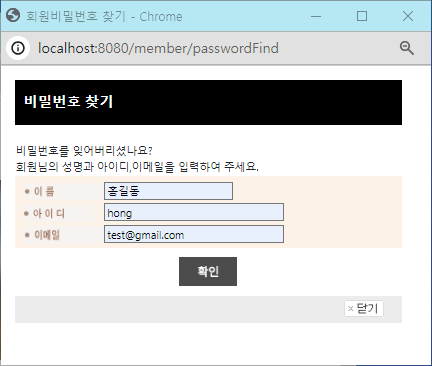 회원비밀번호 찾기 - Chrome
localhost:8080/member/passwordFind
비밀번호 찾기
비밀번호를 잊어버리셨나요?
회원님의 성명과 아이디,이메일을 입력하여 주세요.
이 름 홍길동
아 이 디 hong
이메일 test@gmail.com
확인
× 닫기